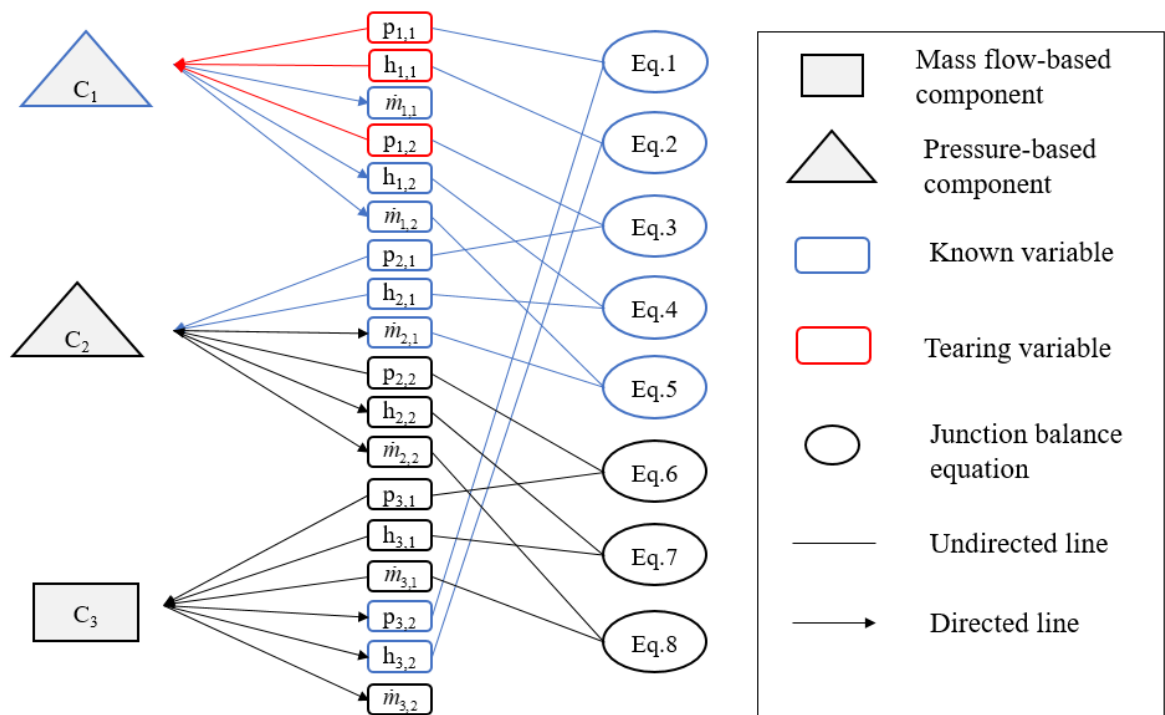 C1
C2
C3
p1,1
h1,1
ṁ1,1
p1,2
h1,2
ṁ1,2
p2,1
h2,1
ṁ2,1
p2,2
h2,2
ṁ2,2
p3,1
h3,1
ṁ3,1
p3,2
h3,2
ṁ3,2
Eq.1
Eq.2
Eq.3
Eq.4
Eq.5
Eq.6
Eq.7
Eq.8
Mass flow-based
component
Pressure-based
component
Known variable
Tearing variable
Junction balance
equation
Undirected line
Directed line